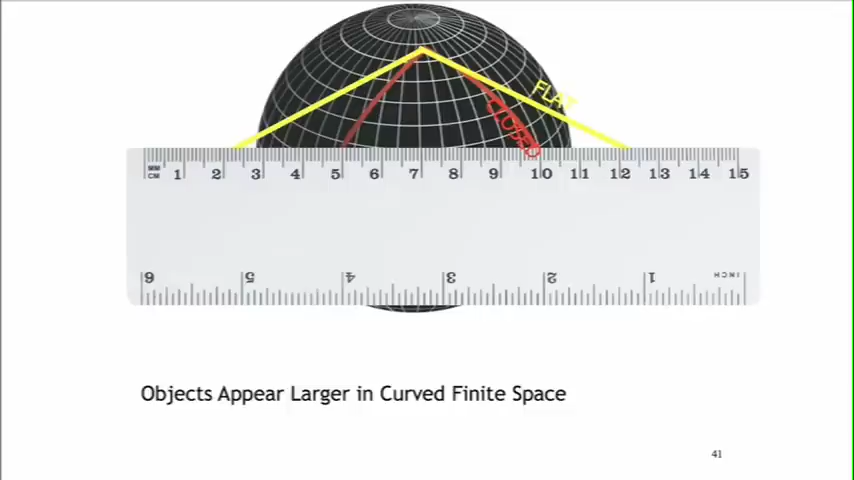 FLAT
CLOSED
MM
1 2 3 4 5 6 7 8 9 10 11 12 13 14 15
CM
6 5 4 3 2 1 INCH
Objects Appear Larger in Curved Finite Space
41